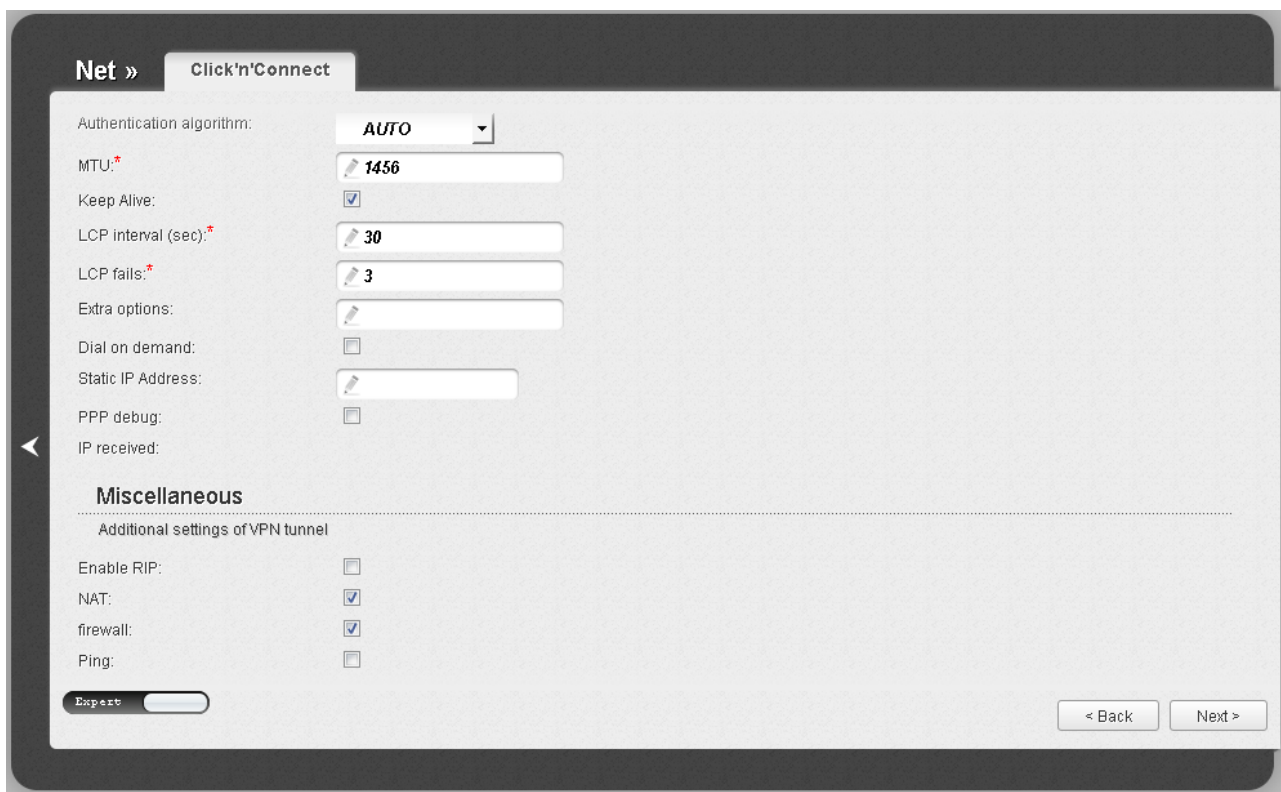 Net » Click'n'Connect
Authentication algorithm: AUTO
MTU:* 1456
Keep Alive:
LCP interval (sec):* 30
LCP fails:* 3
Extra options:
Dial on demand:
Static IP Address:
PPP debug:
IP received:
Miscellaneous
Additional settings of VPN tunnel
Enable RIP:
NAT:
firewall:
Ping:
Expert
< Back Next >